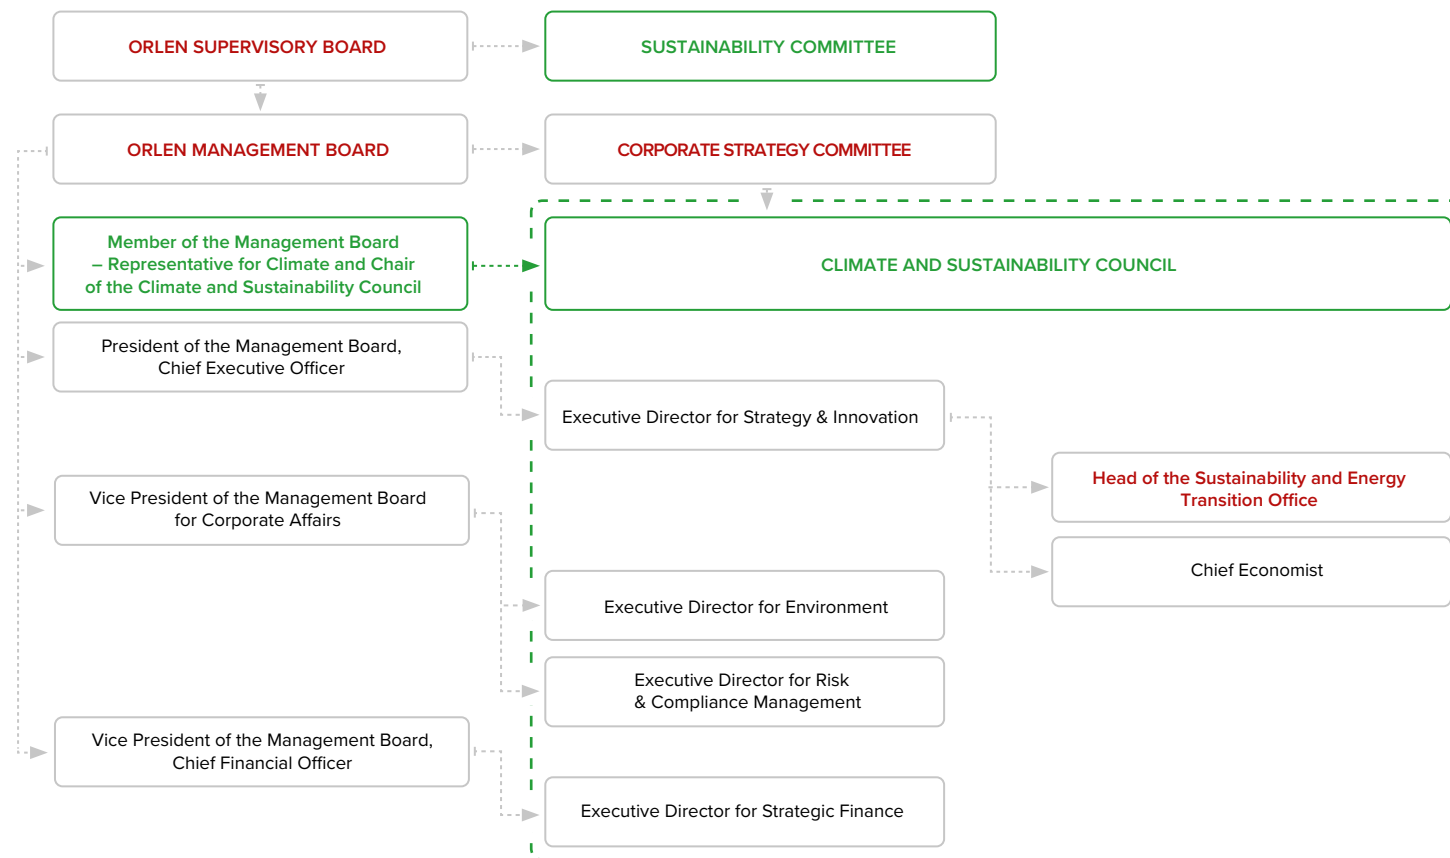 ORLEN SUPERVISORY BOARD
SUSTAINABILITY COMMITTEE
ORLEN MANAGEMENT BOARD
CORPORATE STRATEGY COMMITTEE
Member of the Management Board
– Representative for Climate and Chair
of the Climate and Sustainability Council
CLIMATE AND SUSTAINABILITY COUNCIL
President of the Management Board,
Chief Executive Officer
Executive Director for Strategy & Innovation
Head of the Sustainability and Energy
Transition Office
Vice President of the Management Board
for Corporate Affairs
Chief Economist
Executive Director for Environment
Executive Director for Risk
& Compliance Management
Vice President of the Management Board,
Chief Financial Officer
Executive Director for Strategic Finance